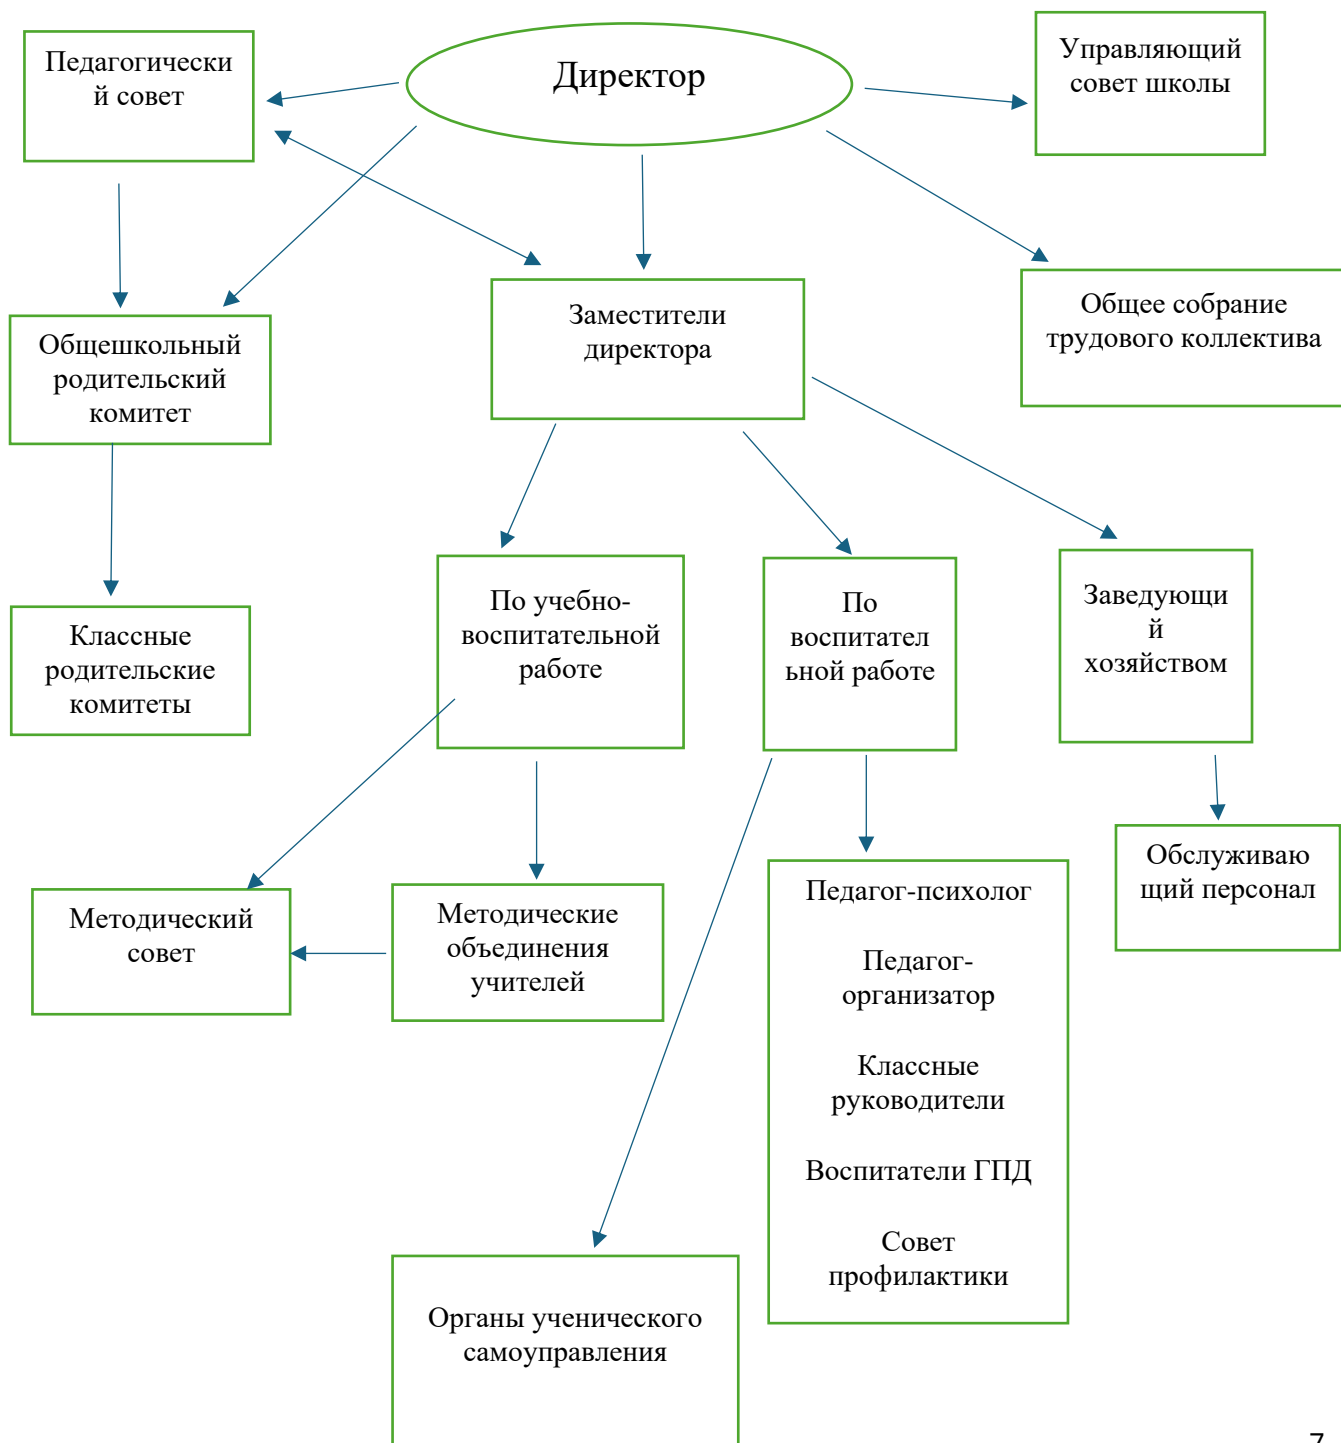 Педагогически
й совет
Директор
Управляющий
совет школы
Общешкольный
родительский
комитет
Заместители
директора
Общее собрание
трудового коллектива
Классные
родительские
комитеты
По учебно-
воспитательной
работе
По
воспитател
ьной работе
Заведующи
й
хозяйством
Методический
совет
Методические
объединения
учителей
Педагог-психолог
Педагог-
организатор
Классные
руководители
Воспитатели ГПД
Совет
профилактики
Обслуживаю
щий персонал
Органы ученического
самоуправления
7